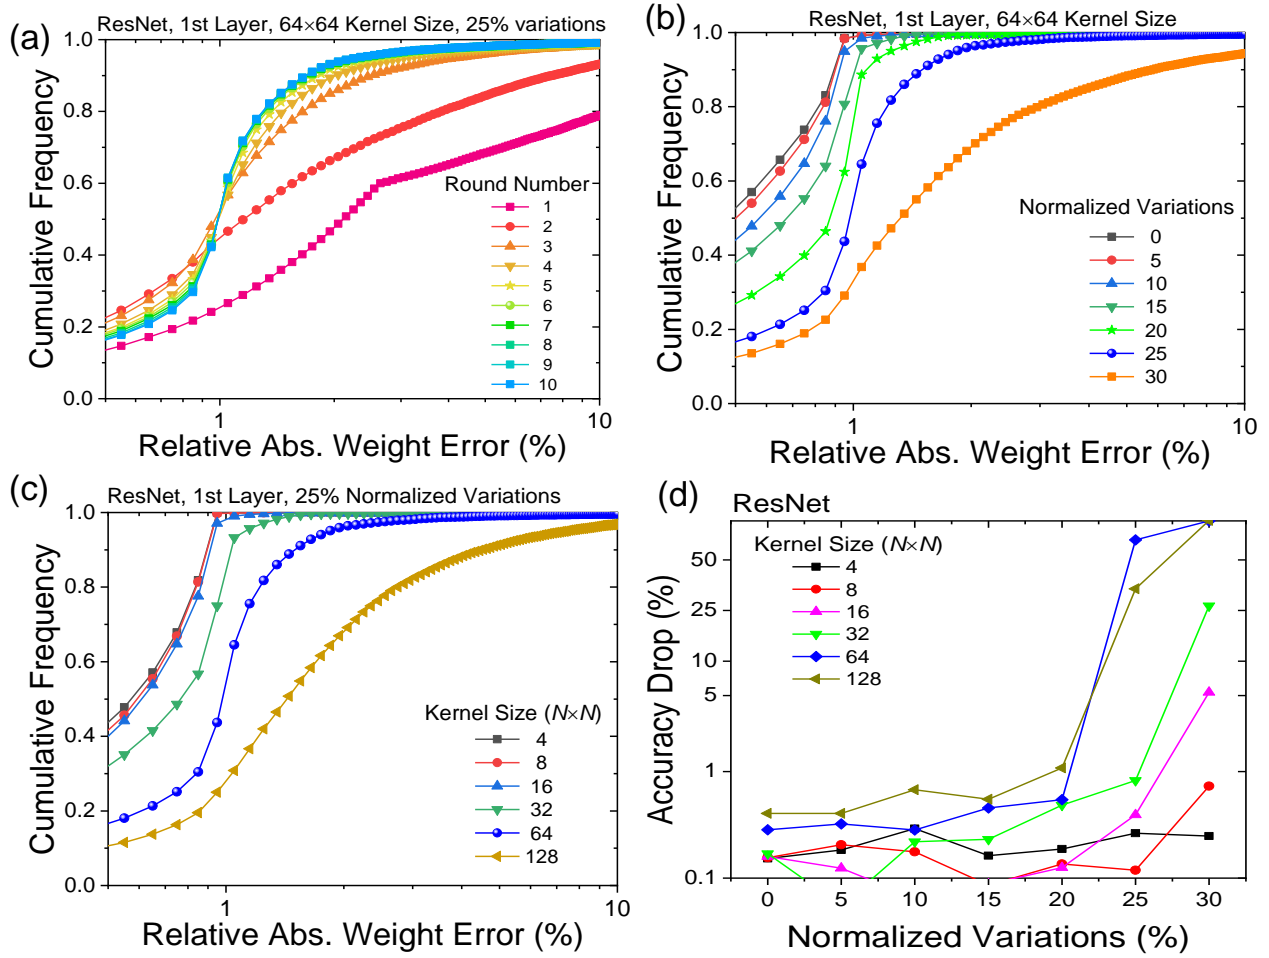 (a)
ResNet, 1st Layer, 64×64 Kernel Size, 25% variations
Cumulative Frequency
1.0
0.8
0.6
0.4
0.2
0.0
Round Number
1
2
3
4
5
6
7
8
9
10
1
10
Relative Abs. Weight Error (%)
(b)
ResNet, 1st Layer, 64×64 Kernel Size
Cumulative Frequency
1.0
0.8
0.6
0.4
0.2
0.0
Normalized Variations
0
5
10
15
20
25
30
1
10
Relative Abs. Weight Error (%)
(c)
ResNet, 1st Layer, 25% Normalized Variations
Cumulative Frequency
1.0
0.8
0.6
0.4
0.2
0.0
Kernel Size (N×N)
4
8
16
32
64
128
1
10
Relative Abs. Weight Error (%)
(d)
ResNet
Accuracy Drop (%)
50
25
10
5
1
0.1
Kernel Size (N×N)
4
8
16
32
64
128
0 5 10 15 20 25 30
Normalized Variations (%)